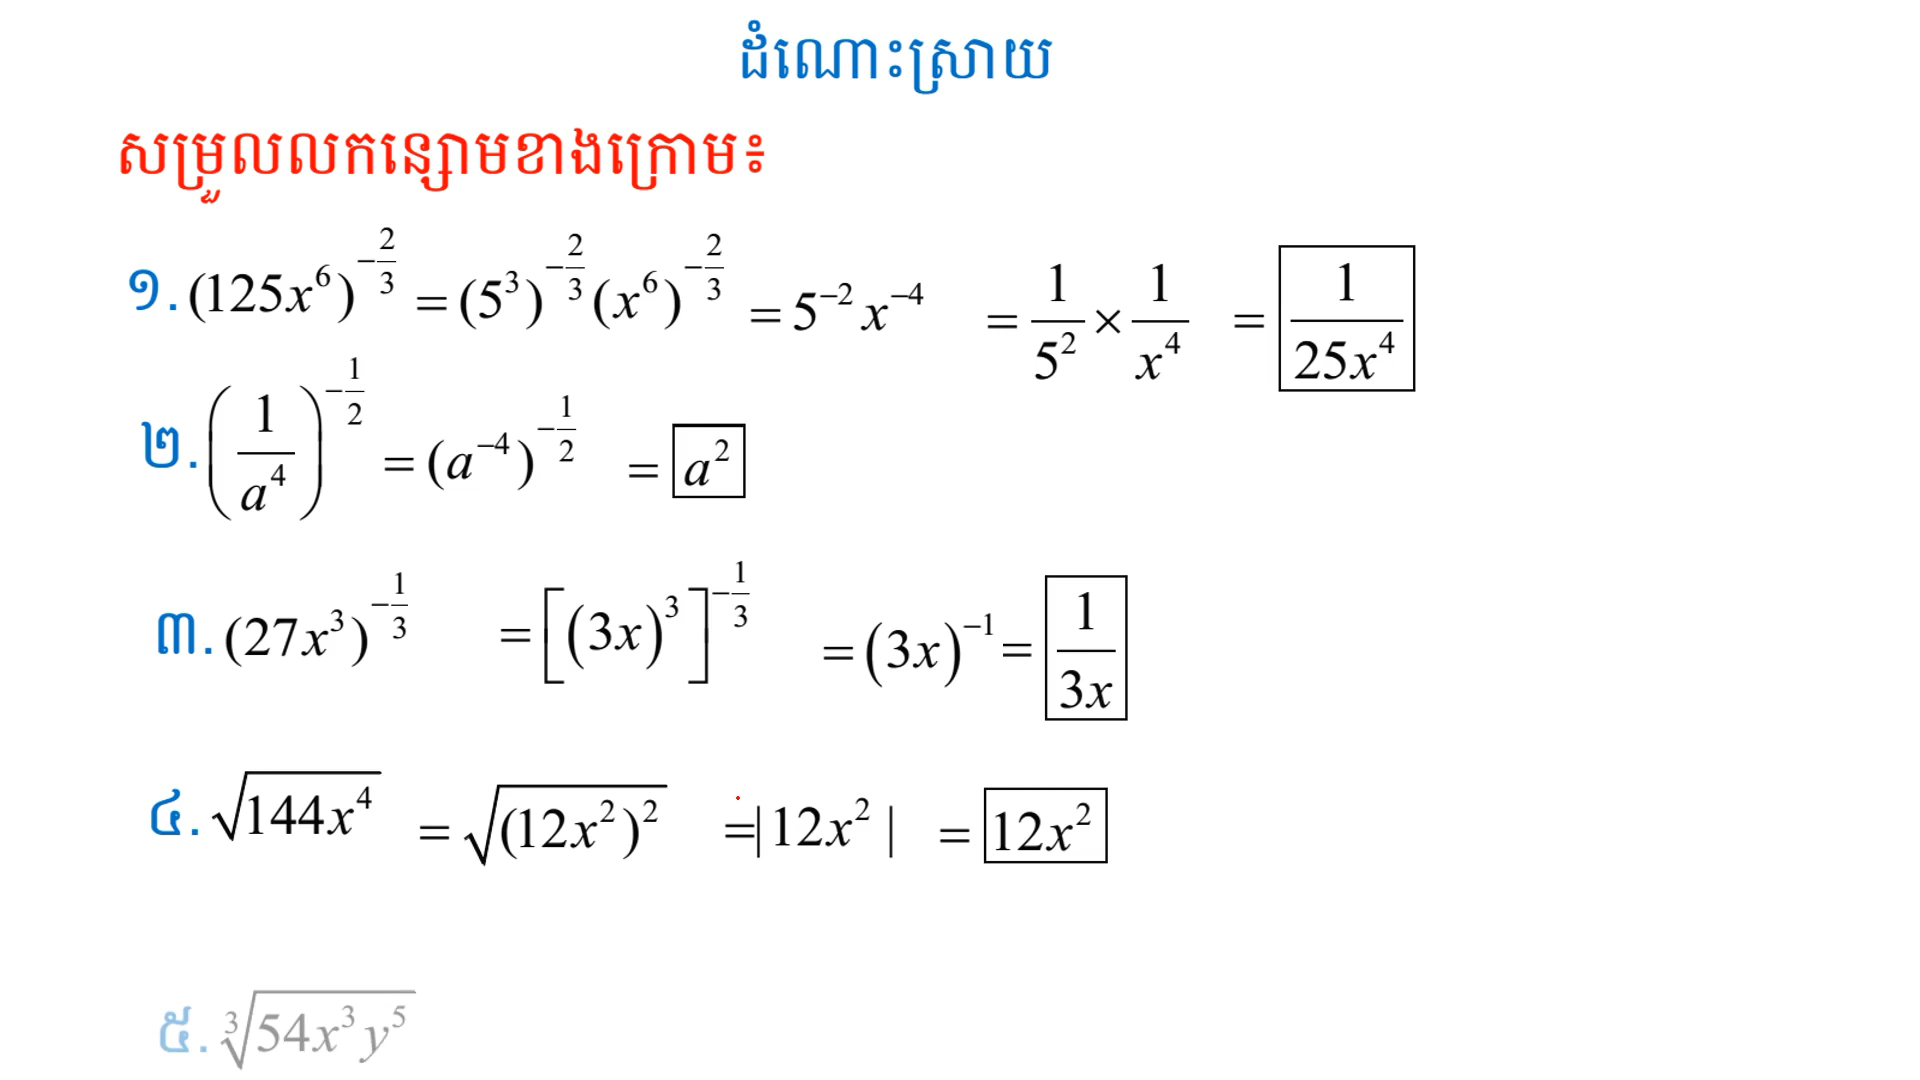 ដំណោះស្រាយ
សម្រួលលកន្សោមខាងក្រោម៖
១. (125x⁶)^(-2/3) = (5³)^(-2/3) (x⁶)^(-2/3) = 5⁻² x⁻⁴ = 1/5² × 1/x⁴ = 1/(25x⁴)
២. (1/a⁴)^(-1/2) = (a⁻⁴)^(-1/2) = a²
៣. (27x³)^(-1/3) = [(3x)³]^(-1/3) = (3x)⁻¹ = 1/(3x)
៤. √(144x⁴) = √((12x²)²) = |12x²| = 12x²
៥. ∛(54x³y⁵)